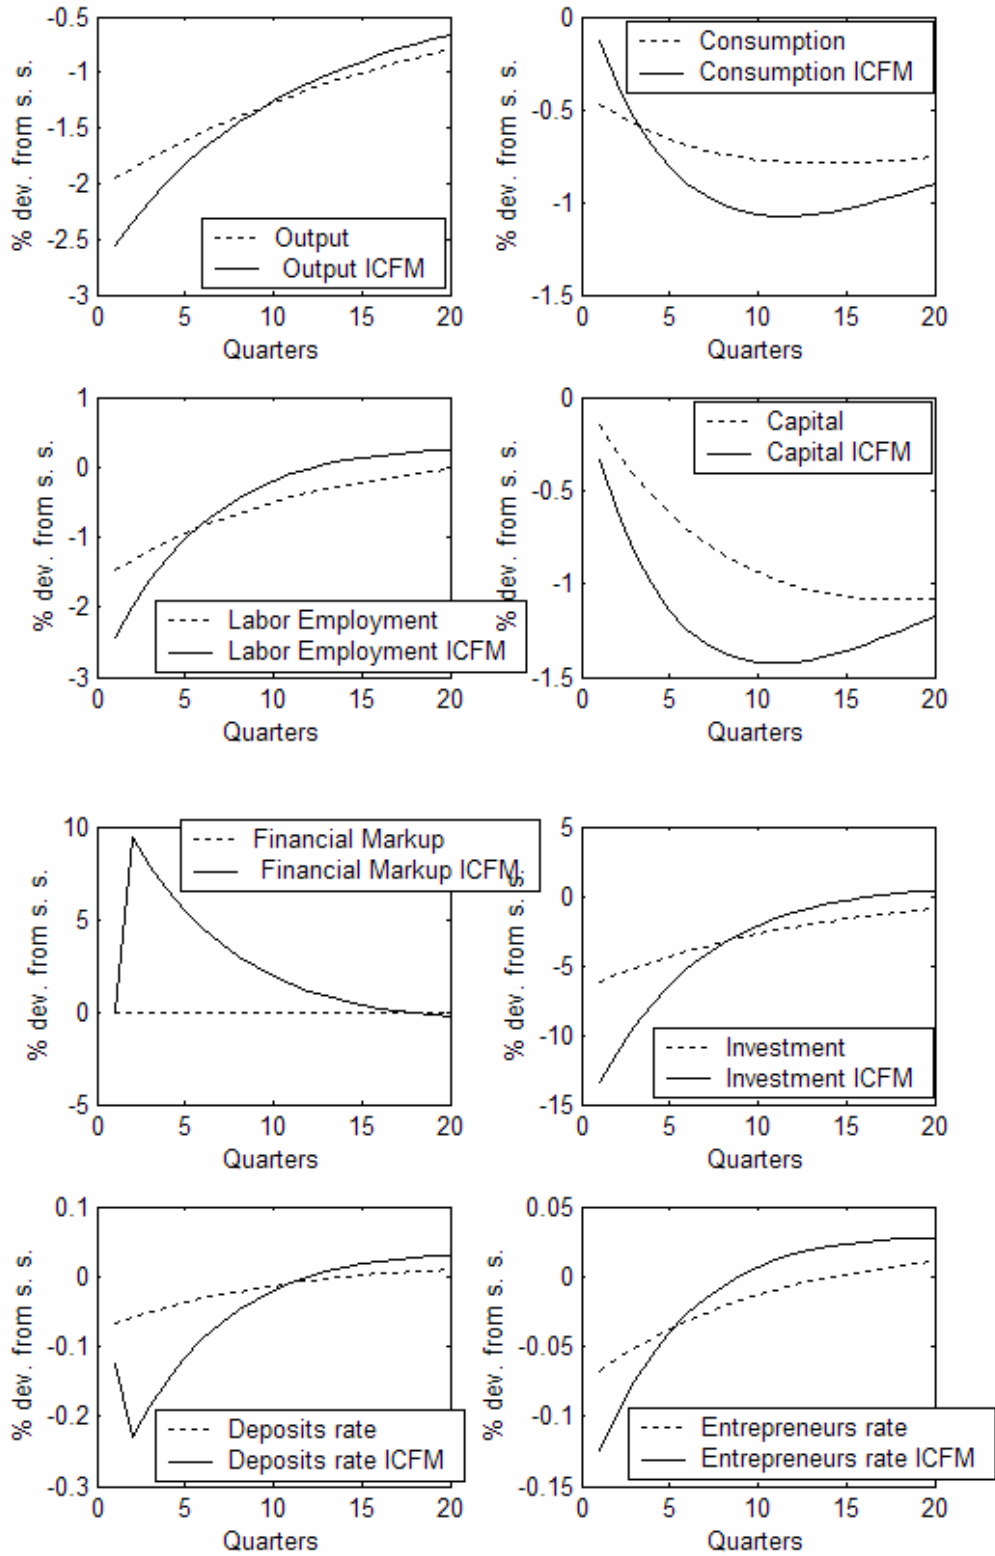 -0.5
-1
-1.5
-2
-2.5
-3
% dev. from s. s.
Output
Output ICFM
0 5 10 15 20
Quarters
0
-0.5
-1
-1.5
% dev. from s. s.
Consumption
Consumption ICFM
0 5 10 15 20
Quarters
1
0
-1
-2
-3
% dev. from s. s.
Labor Employment
Labor Employment ICFM
0 5 10 15 20
Quarters
0
-0.5
-1
-1.5
% dev. from s. s.
Capital
Capital ICFM
0 5 10 15 20
Quarters
10
5
0
-5
% dev. from s. s.
Financial Markup
Financial Markup ICFM
0 5 10 15 20
Quarters
5
0
-5
-10
-15
% dev. from s. s.
Investment
Investment ICFM
0 5 10 15 20
Quarters
0.1
0
-0.1
-0.2
-0.3
% dev. from s. s.
Deposits rate
Deposits rate ICFM
0 5 10 15 20
Quarters
0.05
0
-0.05
-0.1
-0.15
% dev. from s. s.
Entrepreneurs rate
Entrepreneurs rate ICFM
0 5 10 15 20
Quarters